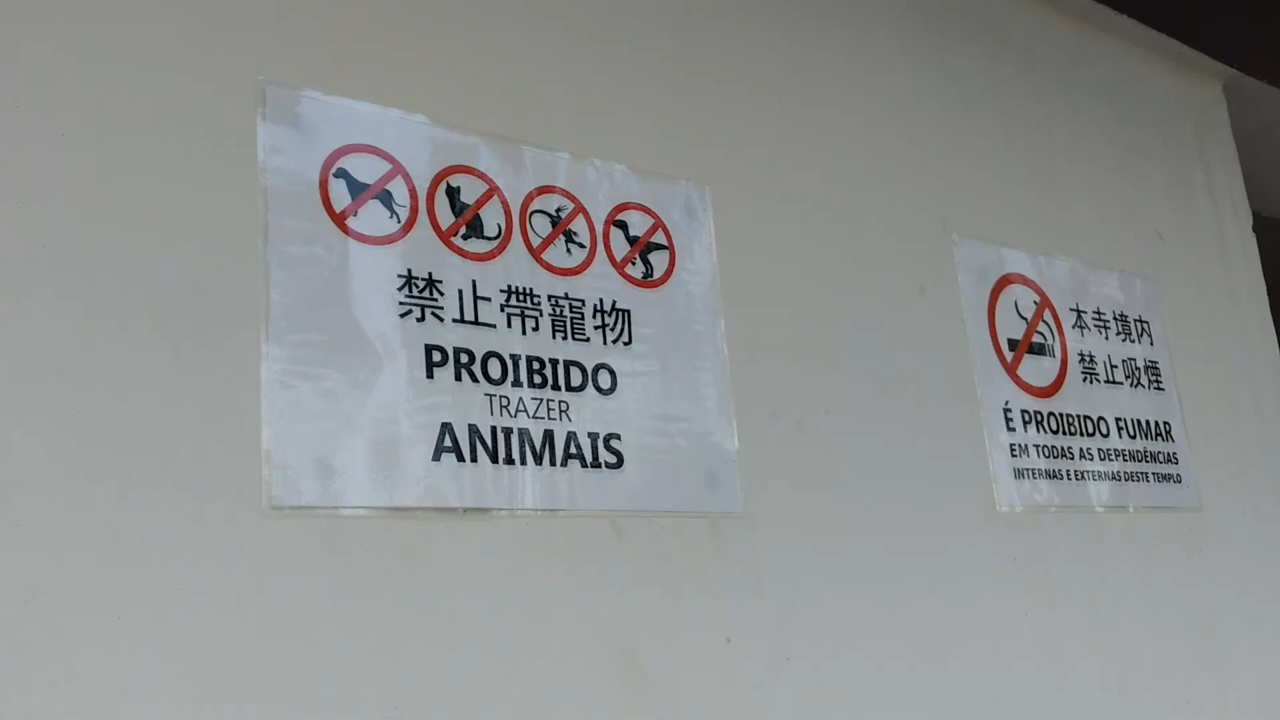 禁止帶寵物
PROIBIDO
TRAZER
ANIMAIS
本寺境内
禁止吸煙
É PROIBIDO FUMAR
EM TODAS AS DEPENDÊNCIAS
INTERNAS E EXTERNAS DESTE TEMPLO